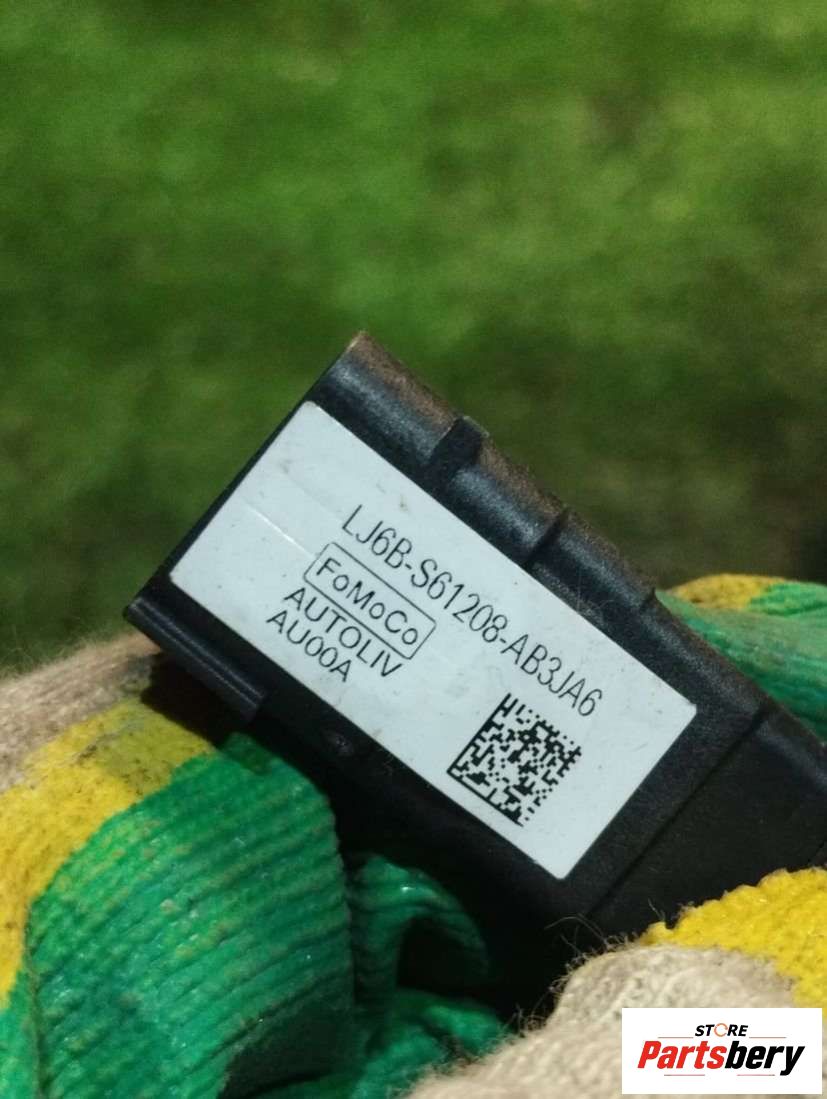 LJ6B-S61208-AB3JA6
FoMoCo
AUTOLIV
AU00A
STORE
Partsbery